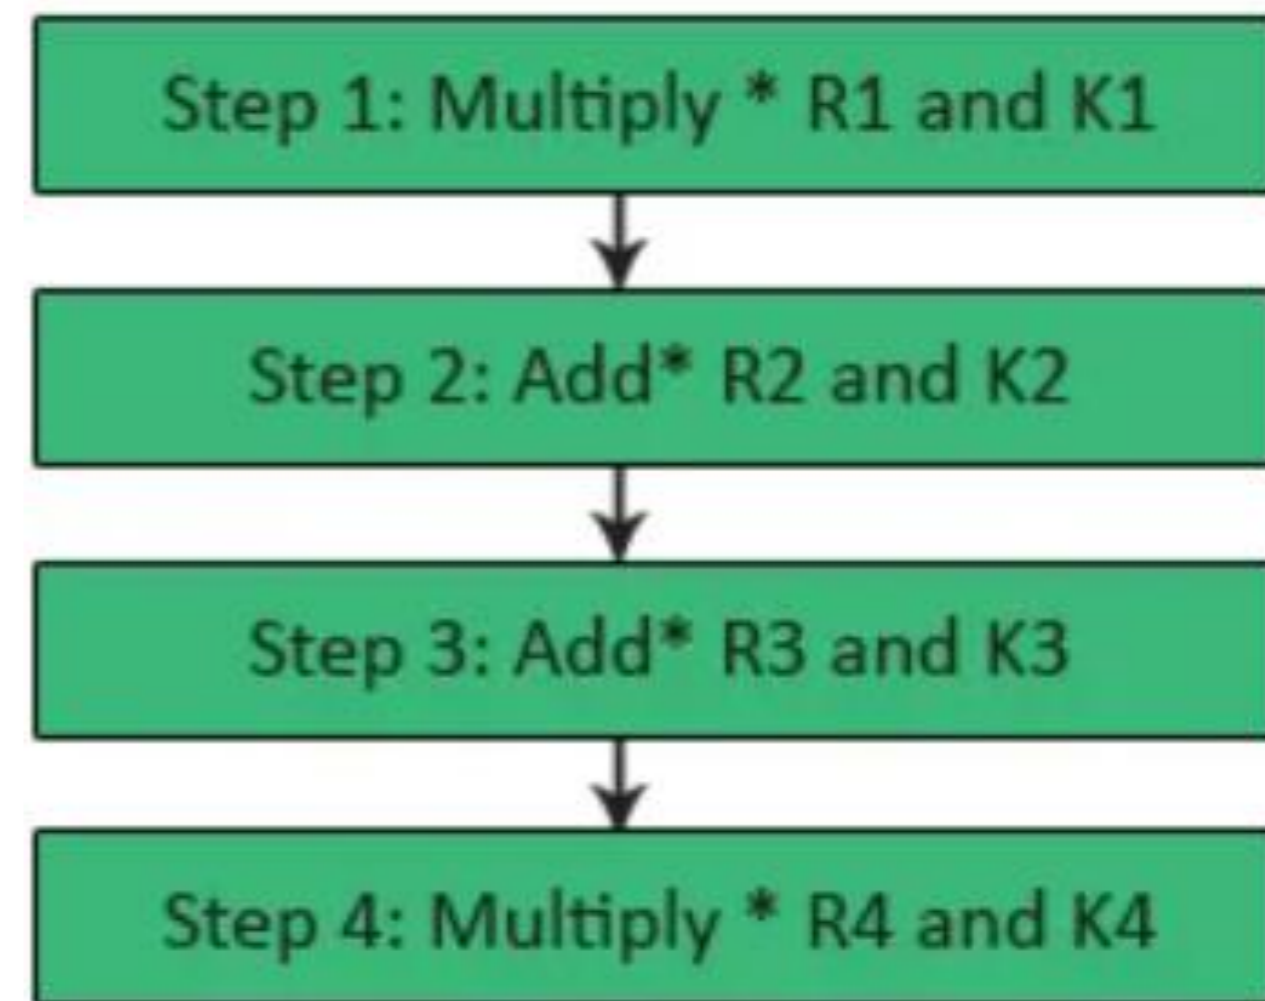 Step 1: Multiply * R1 and K1
Step 2: Add* R2 and K2
Step 3: Add* R3 and K3
Step 4: Multiply * R4 and K4